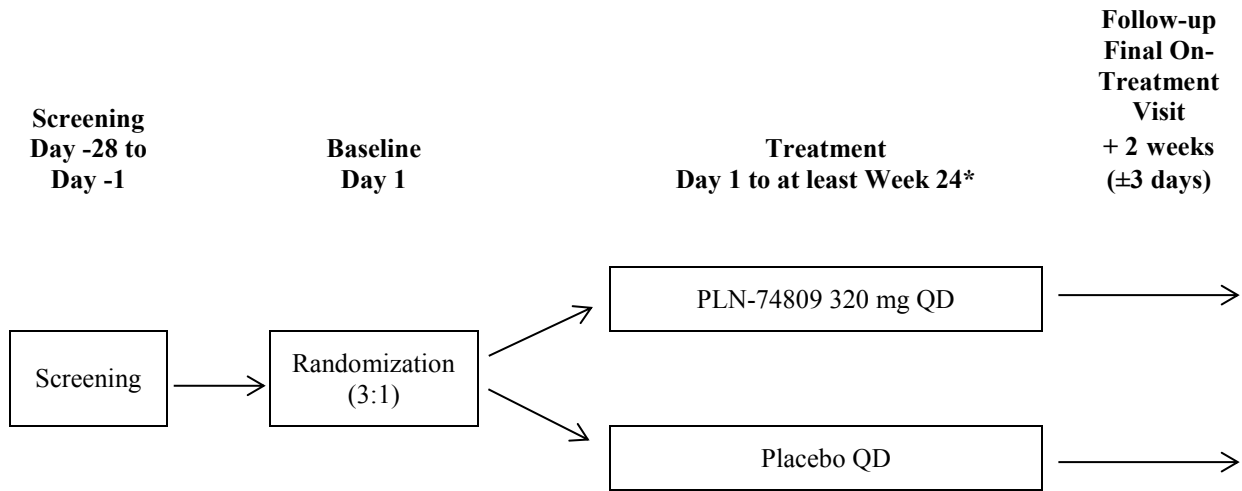 Screening
Day -28 to
Day -1
Baseline
Day 1
Treatment
Day 1 to at least Week 24*
Follow-up
Final On-
Treatment
Visit
+ 2 weeks
(±3 days)
Screening
Randomization
(3:1)
PLN-74809 320 mg QD
Placebo QD